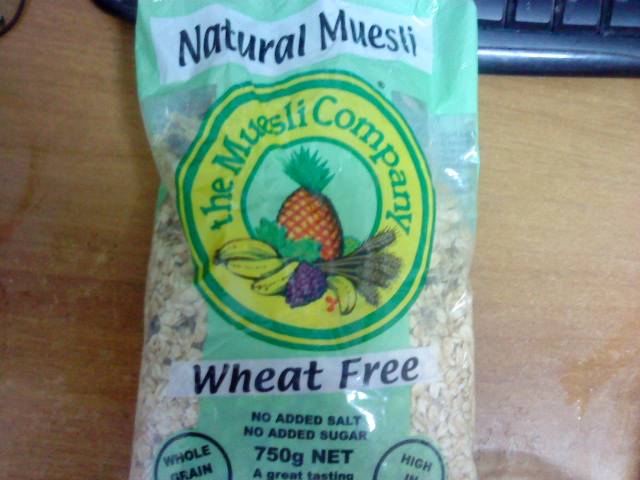 Natural Muesli
the Muesli Company
®
Wheat Free
NO ADDED SALT
NO ADDED SUGAR
750g NET
A great tasting
WHOLE
GRAIN
HIGH
IN